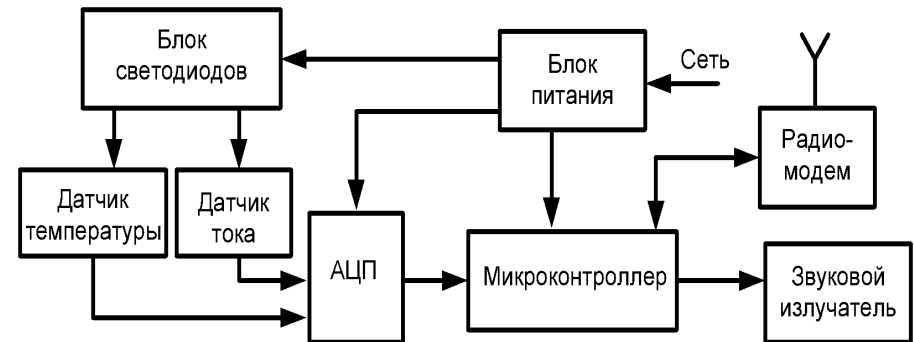 Блок
светодиодов
Блок
питания
Сеть
Радио-
модем
Датчик
температуры
Датчик
тока
АЦП
Микроконтроллер
Звуковой
излучатель